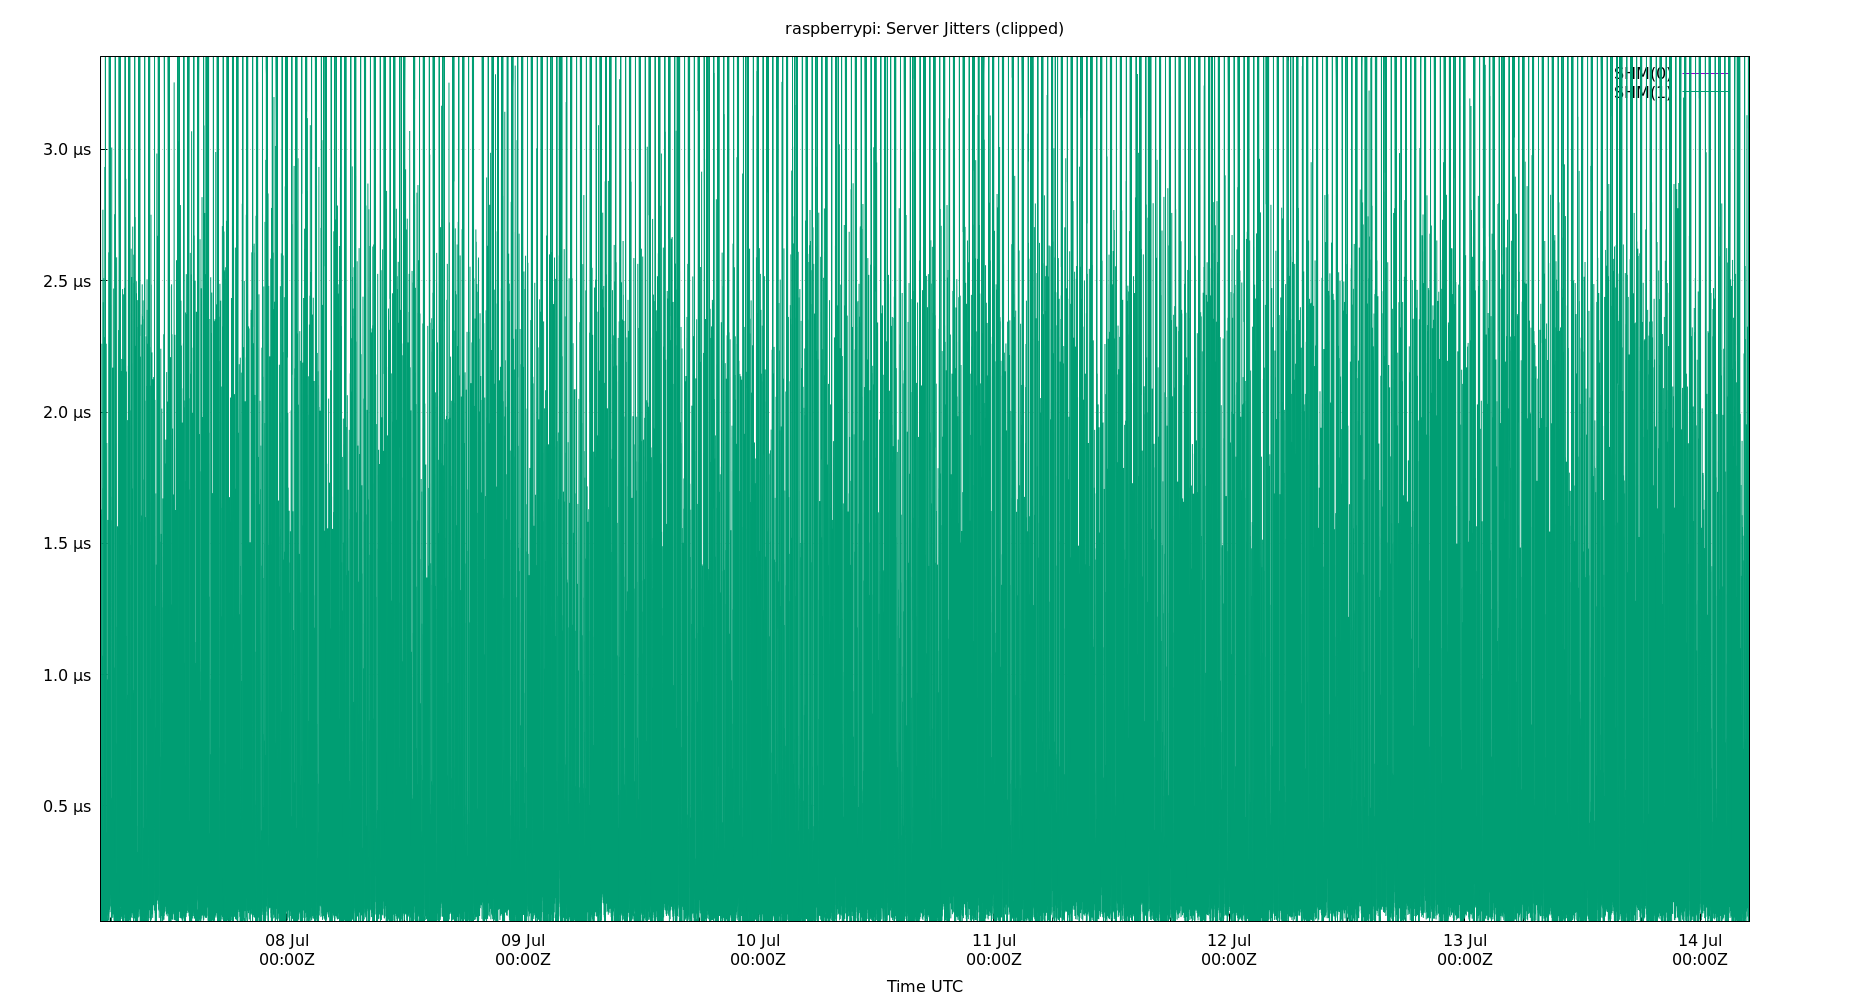 raspberrypi: Server Jitters (clipped)
SHM(0)
SHM(1)
3.0 µs
2.5 µs
2.0 µs
1.5 µs
1.0 µs
0.5 µs
08 Jul 09 Jul 10 Jul 11 Jul 12 Jul 13 Jul 14 Jul
00:00Z 00:00Z 00:00Z 00:00Z 00:00Z 00:00Z 00:00Z
Time UTC